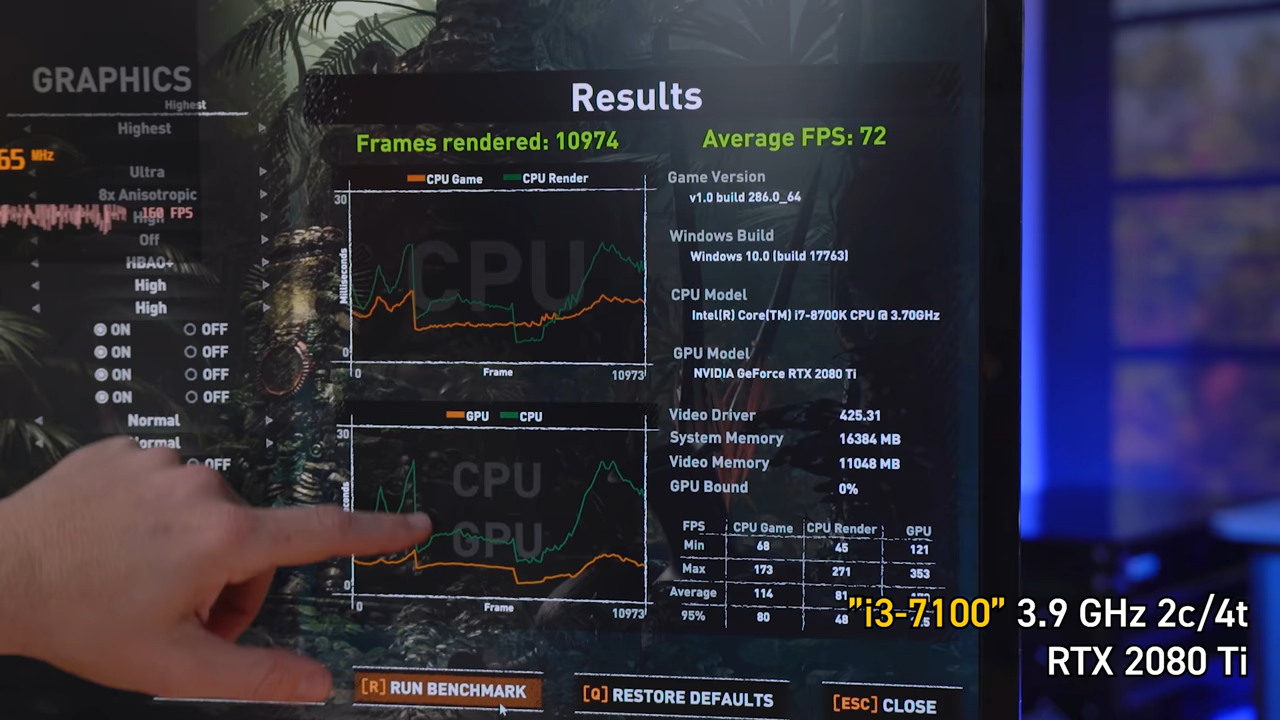 GRAPHICS
Highest
Highest
65 MHz
Ultra
8x Anisotropic
High
160 FPS
Off
HBAO+
High
High
ON OFF
ON OFF
ON OFF
ON OFF
Normal
Normal
OFF
Results
Frames rendered: 10974
Average FPS: 72
CPU Game CPU Render
30
CPU
Milliseconds
0
0 Frame 10973
GPU CPU
30
CPU
GPU
0
0 Frame 10973
Game Version
v1.0 build 286.0_64
Windows Build
Windows 10.0 (build 17763)
CPU Model
Intel(R) Core(TM) i7-8700K CPU @ 3.70GHz
GPU Model
NVIDIA GeForce RTX 2080 Ti
Video Driver 425.31
System Memory 16384 MB
Video Memory 11048 MB
GPU Bound 0%
FPS CPU Game CPU Render GPU
Min 68 45 121
Max 173 271 353
Average 114 81
95% 80 48
"i3-7100" 3.9 GHz 2c/4t
RTX 2080 Ti
[R] RUN BENCHMARK
[Q] RESTORE DEFAULTS
[ESC] CLOSE